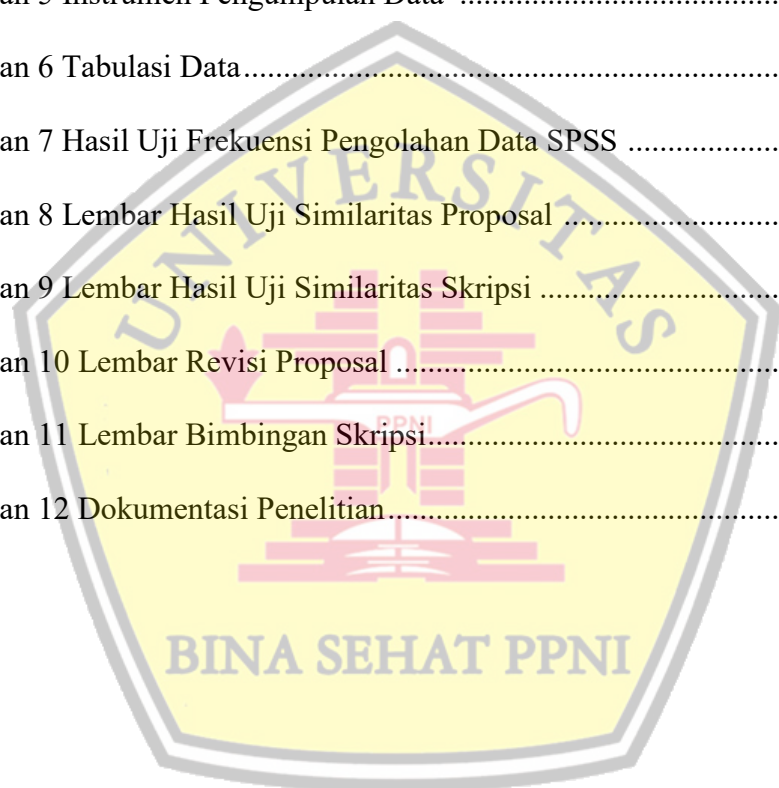 an 5 Instrumen Pengumpulan Data ........................................
an 6 Tabulasi Data....................................................................
an 7 Hasil Uji Frekuensi Pengolahan Data SPSS ...................
an 8 Lembar Hasil Uji Similaritas Proposal ...........................
an 9 Lembar Hasil Uji Similaritas Skripsi ..............................
an 10 Lembar Revisi Proposal ................................................
an 11 Lembar Bimbingan Skripsi............................................
an 12 Dokumentasi Penelitian.................................................
UNIVERSITAS
PPNI
BINA SEHAT PPNI